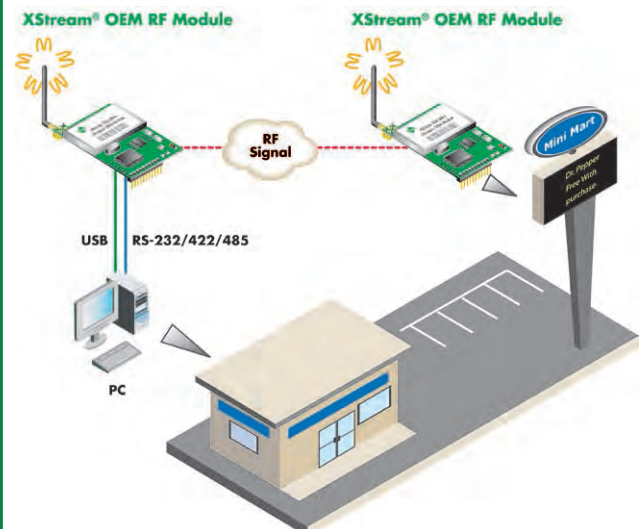 XStream® OEM RF Module
XStream® OEM RF Module
RF
Signal
Mini Mart
Dr. Pepper
Free With
purchase
USB
RS-232/422/485
PC